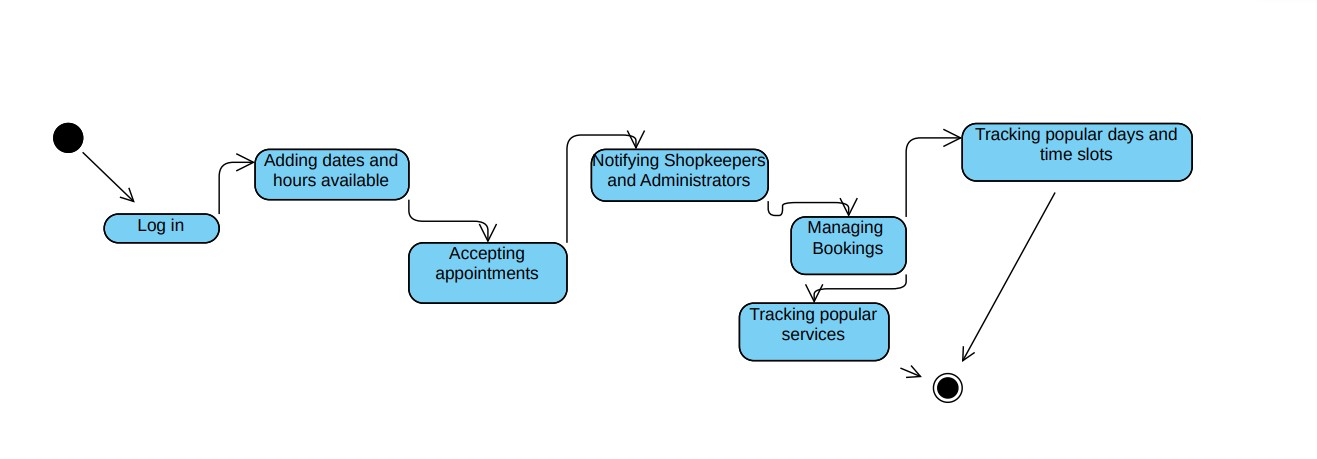 Log in
Adding dates and
hours available
Accepting
appointments
Notifying Shopkeepers
and Administrators
Managing
Bookings
Tracking popular
services
Tracking popular days and
time slots